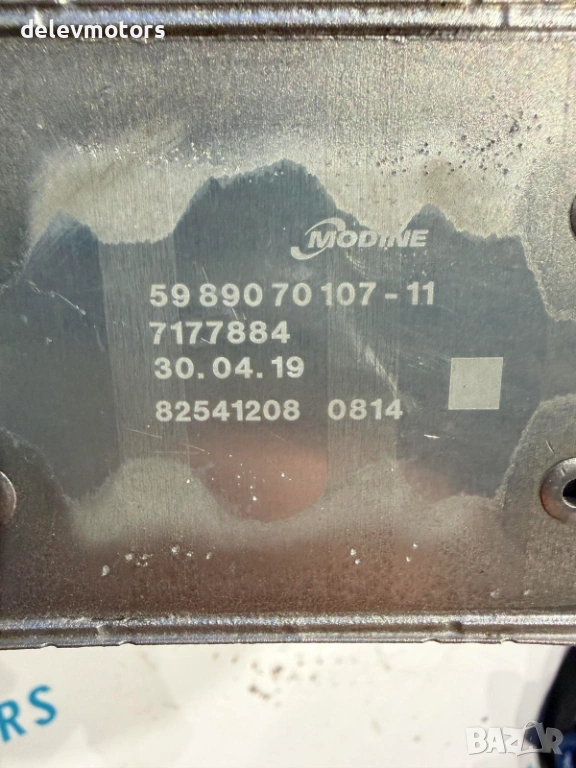 delevmotors
MODINE
59 890 70 107 - 11
7177884
30.04.19
82541208 0814
RS
BAZAR